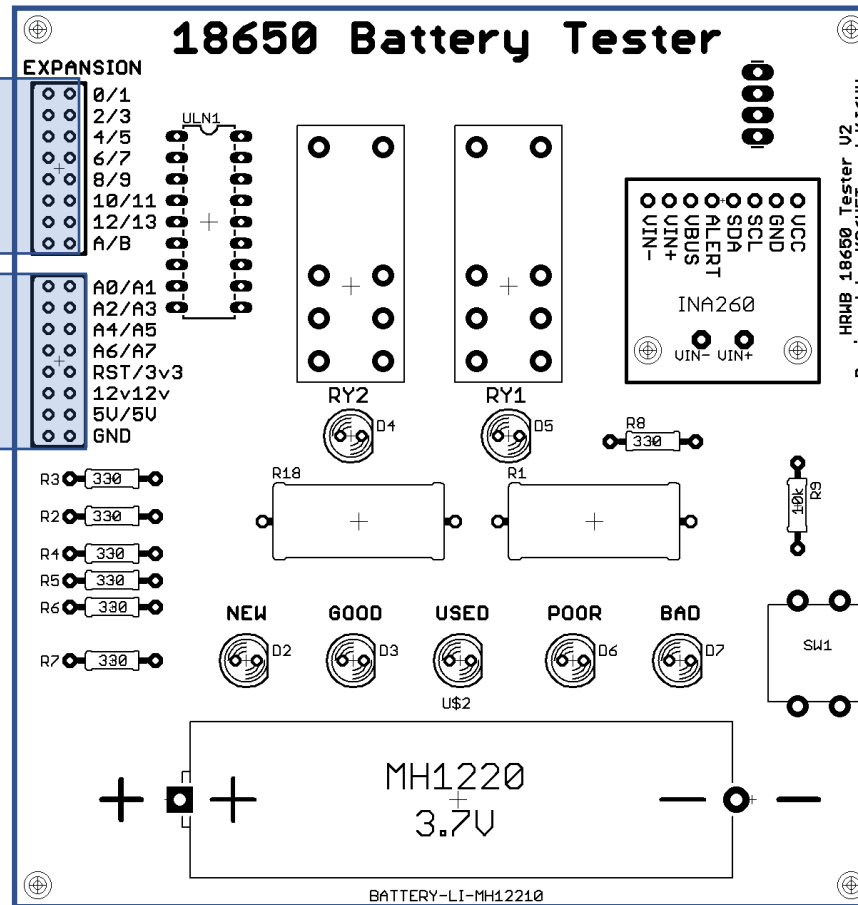 18650 Battery Tester
EXPANSION
0/1
2/3
4/5
6/7
8/9
10/11
12/13
A/B
A0/A1
A2/A3
A4/A5
A6/A7
RST/3v3
12v12v
5V/5V
GND
ULN1
RY2
RY1
D4
D5
VIN-
VIN+
VBUS
ALERT
SDA
SCL
GND
VCC
INA260
VIN- VIN+
HRWB 18650 Tester V2
R8
330
R18
R1
R9
10k
R3 330
R2 330
R4 330
R5 330
R6 330
R7 330
NEW GOOD USED POOR BAD
D2 D3 D6 D7
U$2
SW1
MH1220
3.7V
+ + - -
BATTERY-LI-MH12210